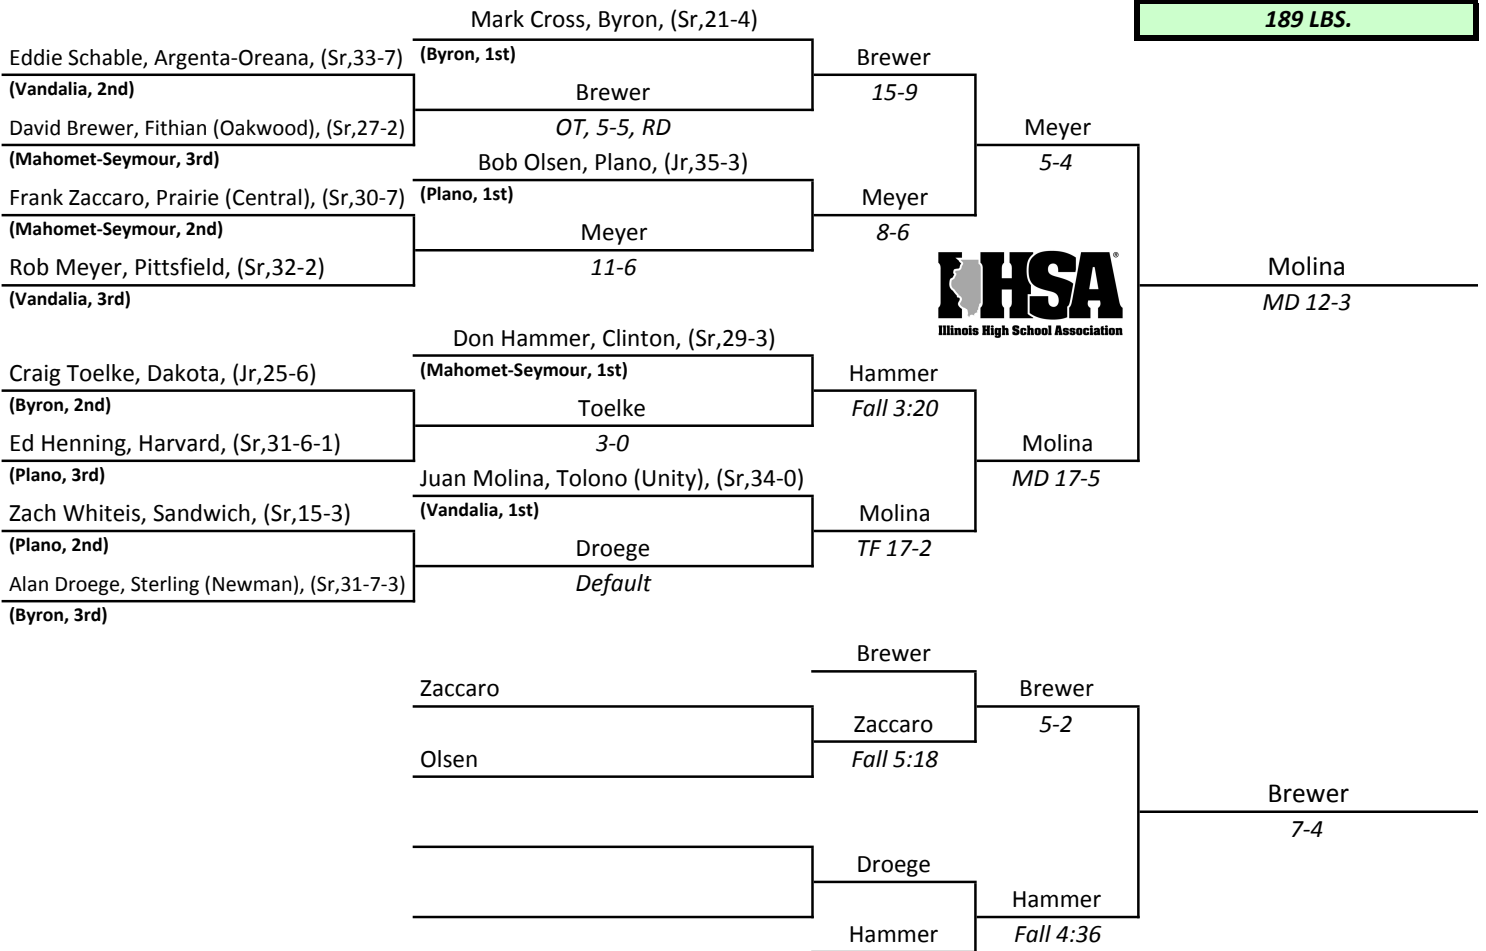 Mark Cross, Byron, (Sr,21-4)
189 LBS.
Eddie Schable, Argenta-Oreana, (Sr,33-7)
(Byron, 1st)
Brewer
(Vandalia, 2nd)
Brewer
15-9
David Brewer, Fithian (Oakwood), (Sr,27-2)
OT, 5-5, RD
Meyer
(Mahomet-Seymour, 3rd)
Bob Olsen, Plano, (Jr,35-3)
5-4
Frank Zaccaro, Prairie (Central), (Sr,30-7)
(Plano, 1st)
Meyer
(Mahomet-Seymour, 2nd)
Meyer
8-6
Rob Meyer, Pittsfield, (Sr,32-2)
11-6
IHSA
Molina
(Vandalia, 3rd)
MD 12-3
Illinois High School Association
Don Hammer, Clinton, (Sr,29-3)
Craig Toelke, Dakota, (Jr,25-6)
(Mahomet-Seymour, 1st)
Hammer
(Byron, 2nd)
Toelke
Fall 3:20
Ed Henning, Harvard, (Sr,31-6-1)
3-0
Molina
(Plano, 3rd)
Juan Molina, Tolono (Unity), (Sr,34-0)
MD 17-5
Zach Whiteis, Sandwich, (Sr,15-3)
(Vandalia, 1st)
Molina
(Plano, 2nd)
Droege
TF 17-2
Alan Droege, Sterling (Newman), (Sr,31-7-3)
Default
(Byron, 3rd)
Brewer
Zaccaro
Brewer
Zaccaro
5-2
Olsen
Fall 5:18
Brewer
7-4
Droege
Hammer
Hammer
Fall 4:36